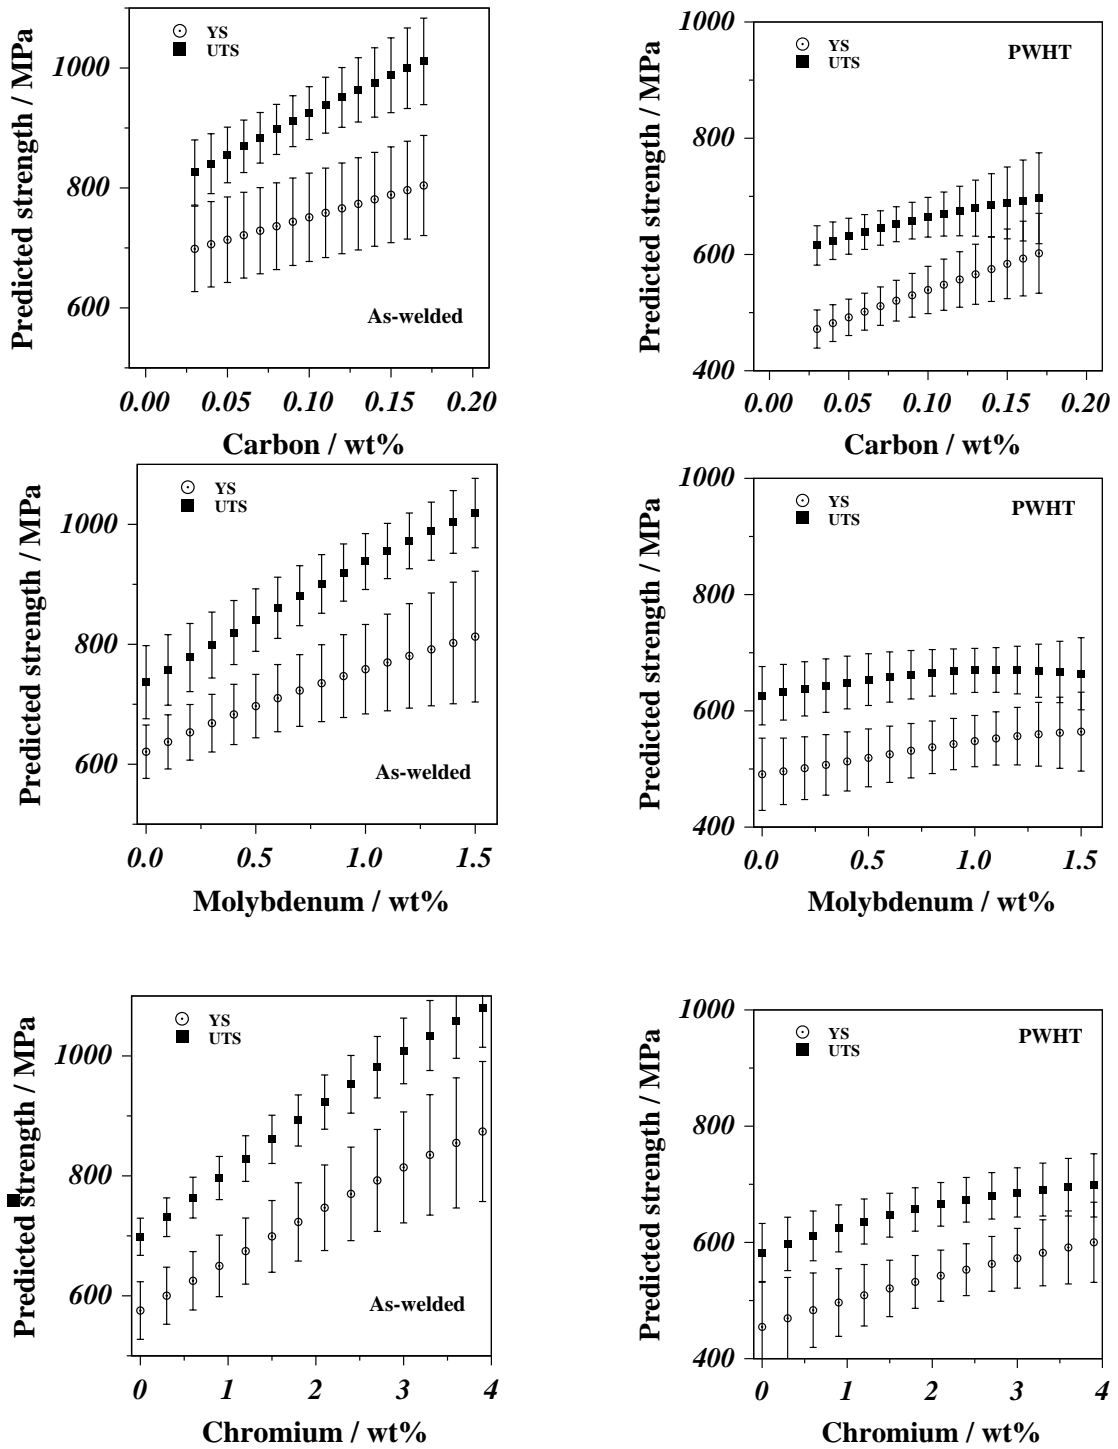 YS
UTS
1000
800
600
Predicted strength / MPa
As-welded
0.00 0.05 0.10 0.15 0.20
Carbon / wt%
1000
800
600
400
Predicted strength / MPa
YS
UTS
PWHT
0.00 0.05 0.10 0.15 0.20
Carbon / wt%
YS
UTS
1000
800
600
Predicted strength / MPa
As-welded
0.0 0.5 1.0 1.5
Molybdenum / wt%
1000
800
600
400
Predicted strength / MPa
YS
UTS
PWHT
0.0 0.5 1.0 1.5
Molybdenum / wt%
YS
UTS
1000
800
600
Predicted strength / MPa
As-welded
0 1 2 3 4
Chromium / wt%
1000
800
600
400
Predicted strength / MPa
YS
UTS
PWHT
0 1 2 3 4
Chromium / wt%